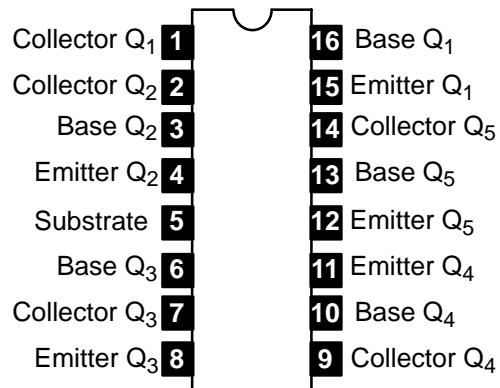 Collector Q1 1 16 Base Q1
Collector Q2 2 15 Emitter Q1
Base Q2 3 14 Collector Q5
Emitter Q2 4 13 Base Q5
Substrate 5 12 Emitter Q5
Base Q3 6 11 Emitter Q4
Collector Q3 7 10 Base Q4
Emitter Q3 8 9 Collector Q4